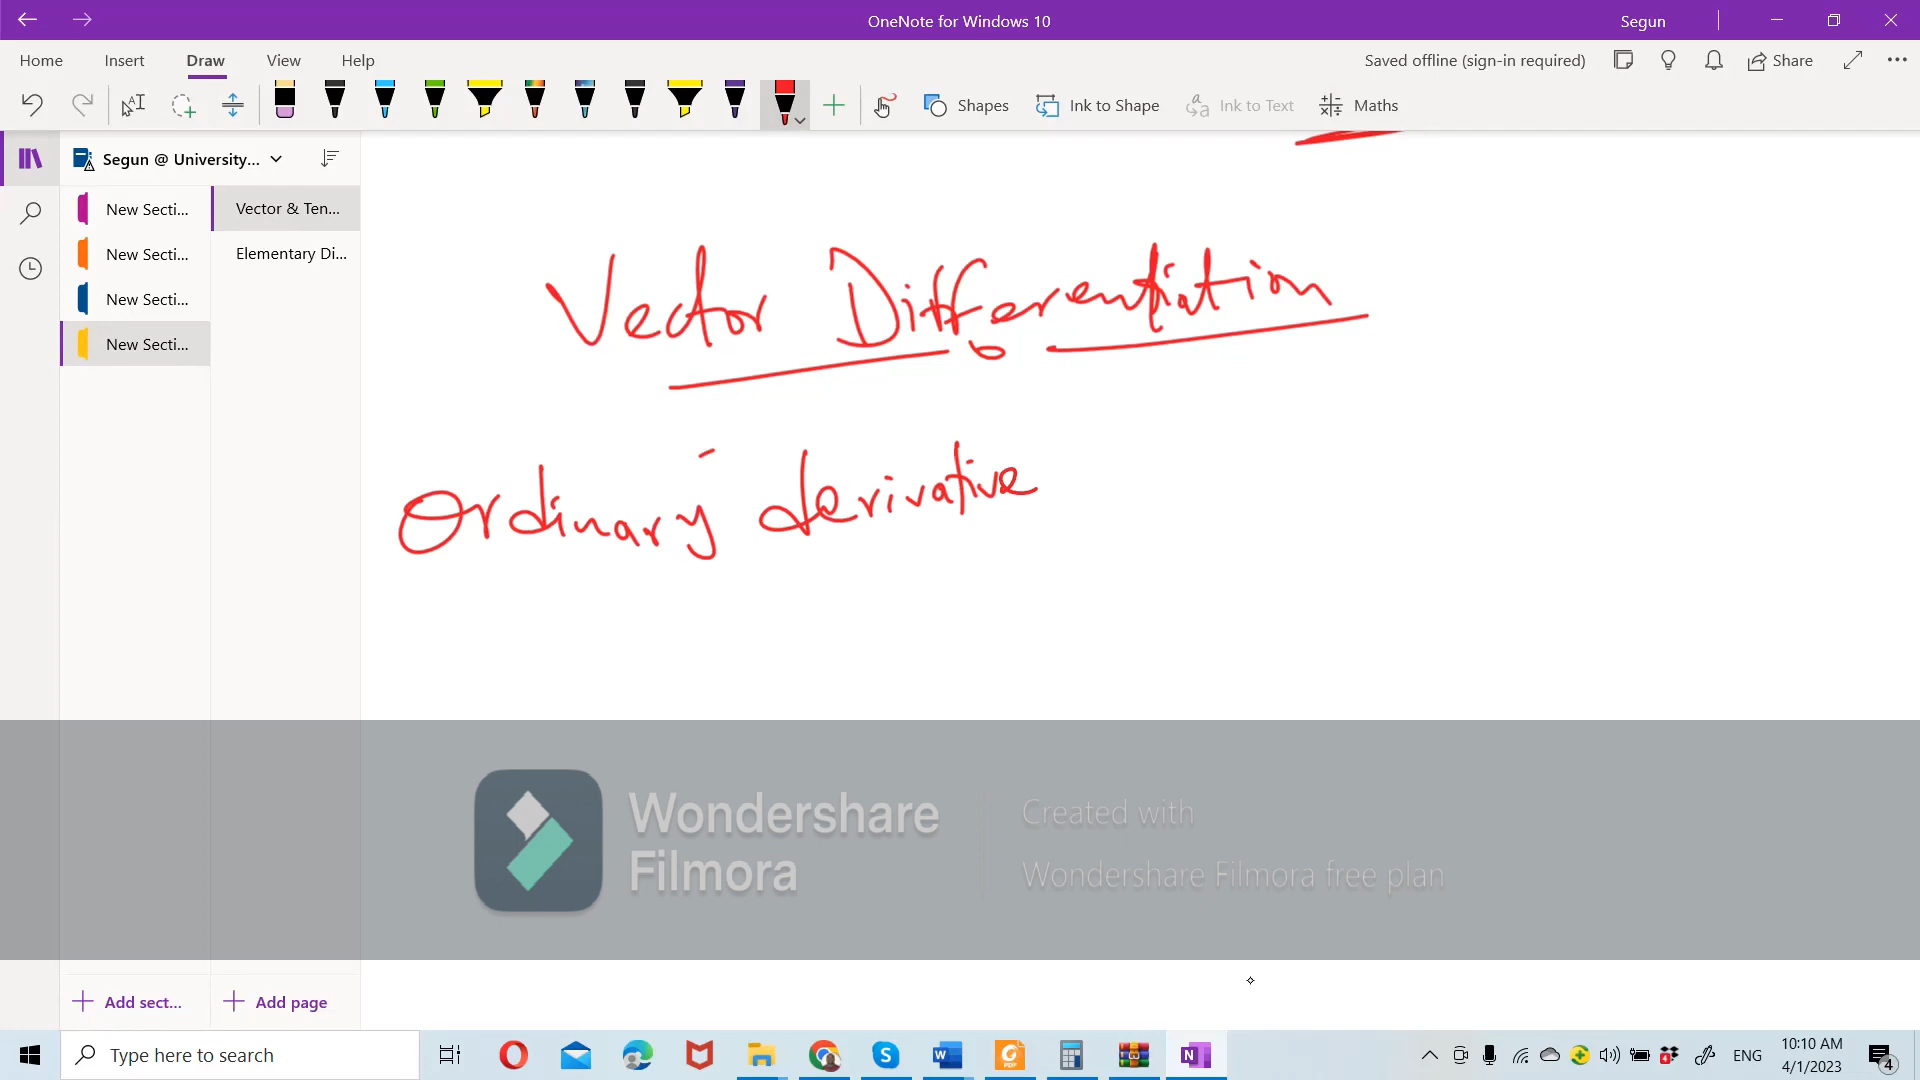 OneNote for Windows 10
Segun
Home Insert Draw View Help
Saved offline (sign-in required)
Share
Shapes
Ink to Shape
Ink to Text
Maths
Segun @ University...
New Secti...
New Secti...
New Secti...
New Secti...
Vector & Ten...
Elementary Di...
Vector Differentiation
Ordinary derivative
Wondershare
Filmora
Created with
Wondershare Filmora free plan
Add sect...
Add page
Type here to search
ENG
10:10 AM
4/1/2023
4